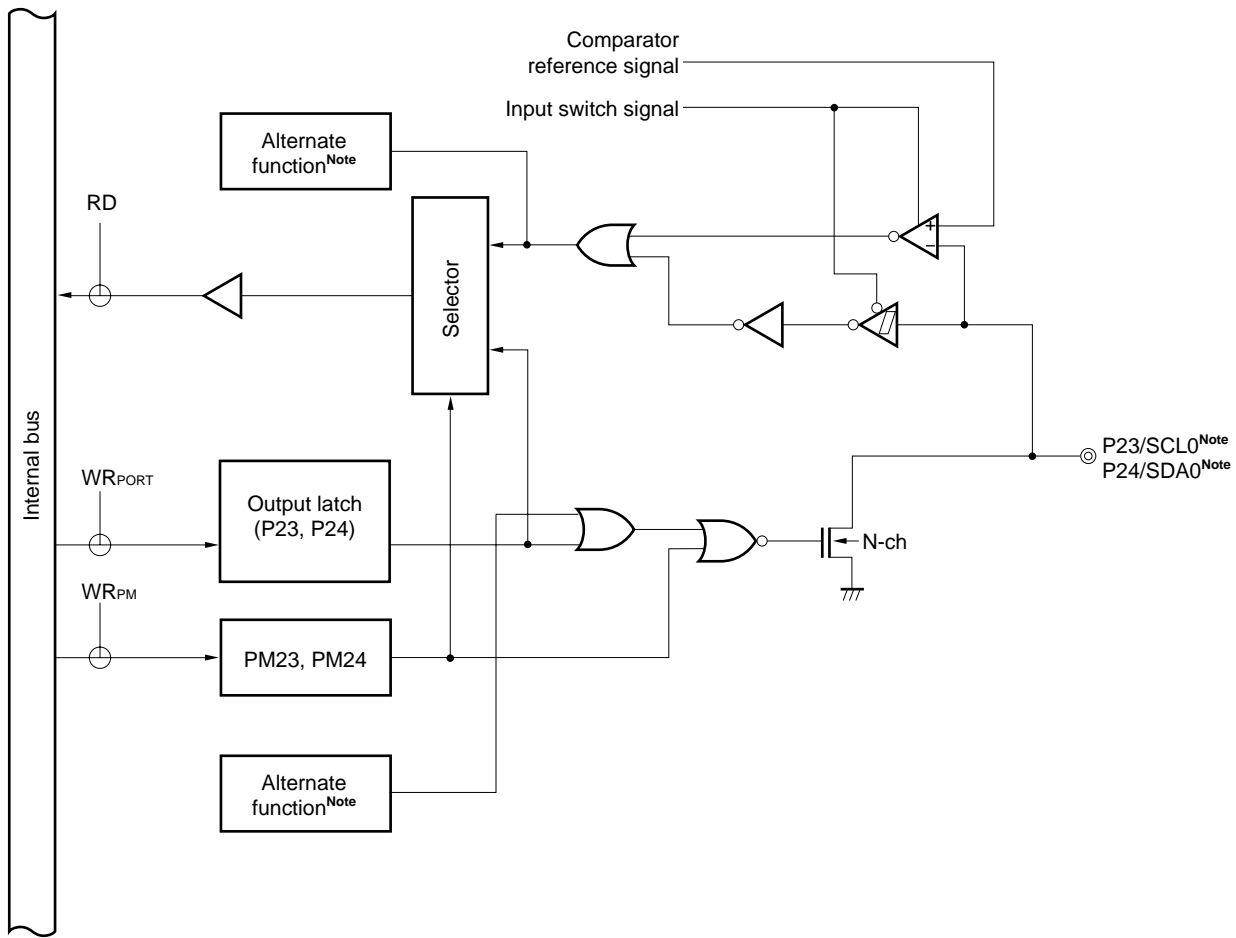 Comparator
reference signal
Input switch signal
Alternate
functionNote
RD
+
−
Selector
Internal bus
P23/SCL0Note
P24/SDA0Note
WRPORT
Output latch
(P23, P24)
N-ch
WRPM
PM23, PM24
Alternate
functionNote